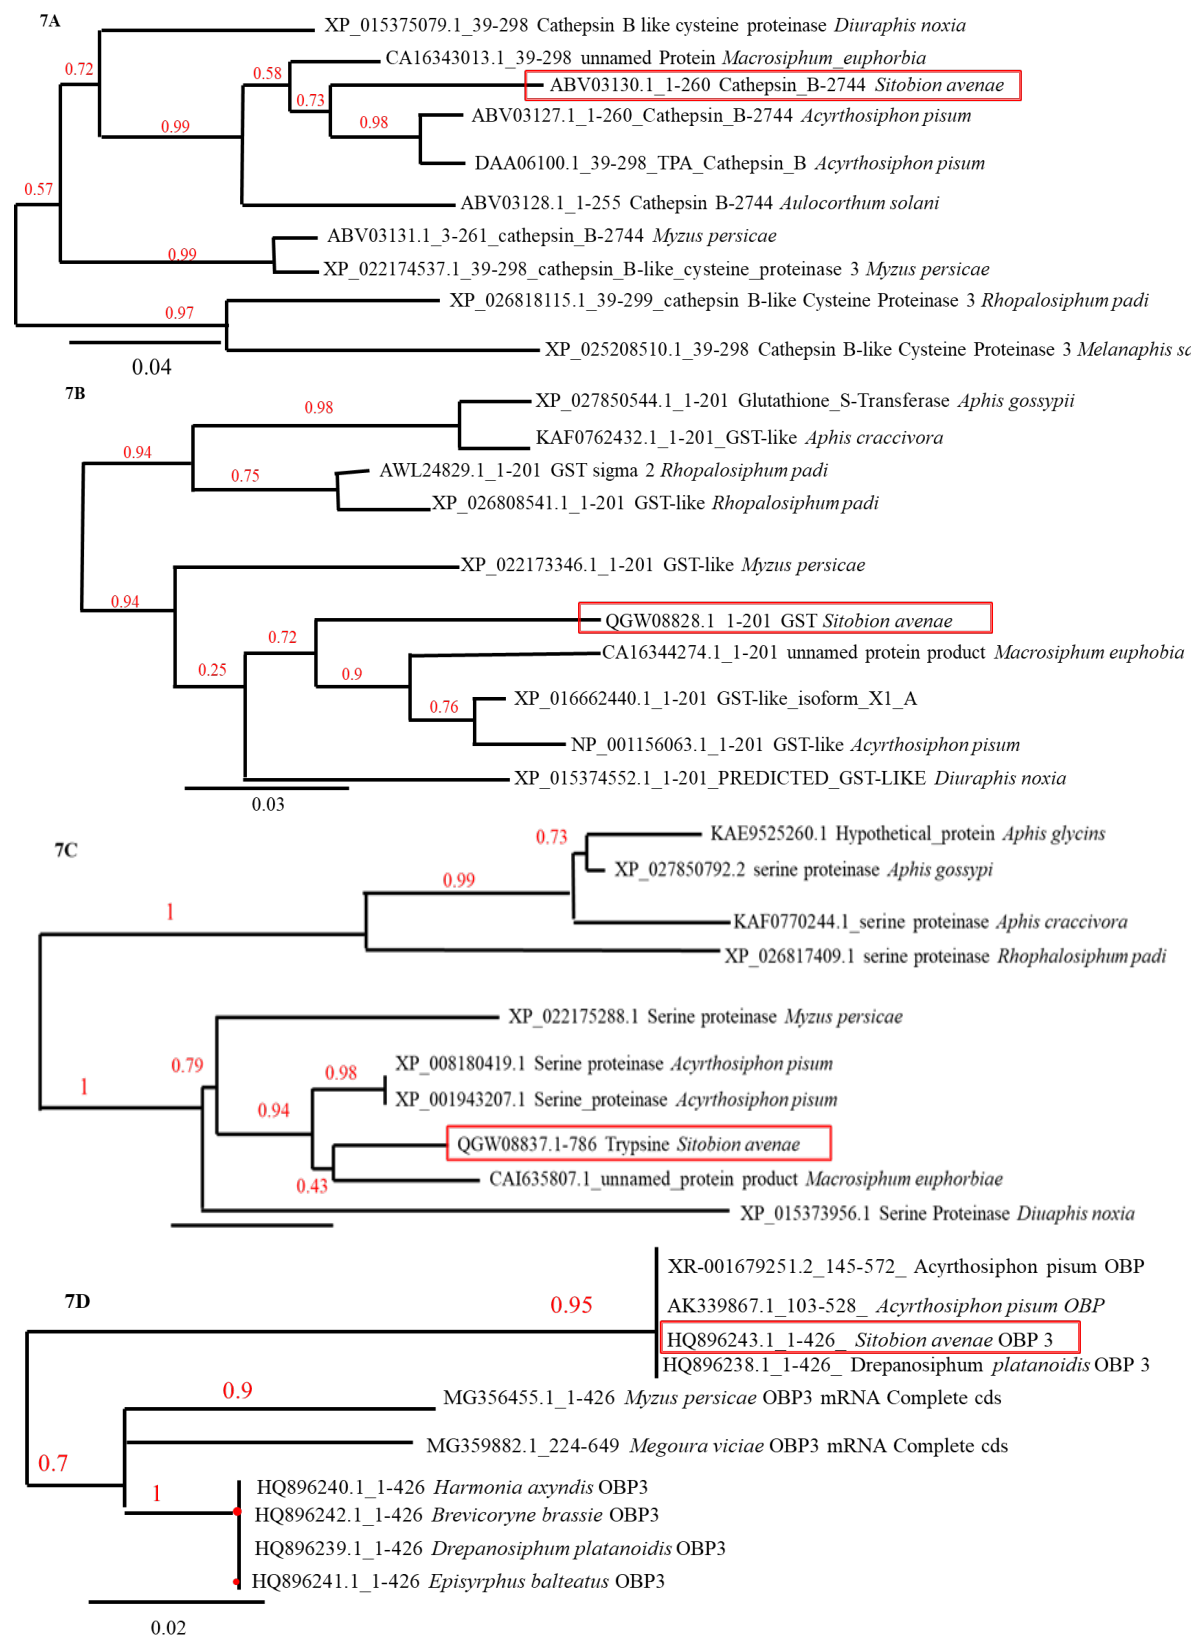 7A
XP_015375079.1_39-298 Cathepsin B like cysteine proteinase Diuraphis noxia
0.72
0.58
CA16343013.1_39-298 unnamed Protein Macrosiphum_euphorbia
ABV03130.1_1-260 Cathepsin_B-2744 Sitobion avenae
0.73
0.99
0.98
ABV03127.1_1-260_Cathepsin_B-2744 Acyrthosiphon pisum
DAA06100.1_39-298_TPA_Cathepsin_B Acyrthosiphon pisum
0.57
ABV03128.1_1-255 Cathepsin B-2744 Aulocorthum solani
ABV03131.1_3-261_cathepsin_B-2744 Myzus persicae
0.99
XP_022174537.1_39-298_cathepsin_B-like_cysteine_proteinase 3 Myzus persicae
XP_026818115.1_39-299_cathepsin B-like Cysteine Proteinase 3 Rhopalosiphum padi
0.97
XP_025208510.1_39-298 Cathepsin B-like Cysteine Proteinase 3 Melanaphis sc
0.04
7B
XP_027850544.1_1-201 Glutathione_S-Transferase Aphis gossypii
0.98
KAF0762432.1_1-201_GST-like Aphis craccivora
0.94
AWL24829.1_1-201 GST sigma 2 Rhopalosiphum padi
0.75
XP_026808541.1_1-201 GST-like Rhopalosiphum padi
XP_022173346.1_1-201 GST-like Myzus persicae
0.94
QGW08828.1 1-201 GST Sitobion avenae
0.72
CA16344274.1_1-201 unnamed protein product Macrosiphum euphobia
0.25
0.9
XP_016662440.1_1-201 GST-like_isoform_X1_A
0.76
NP_001156063.1_1-201 GST-like Acyrthosiphon pisum
XP_015374552.1_1-201_PREDICTED_GST-LIKE Diuraphis noxia
0.03
7C
0.73
KAE9525260.1 Hypothetical_protein Aphis glycins
XP_027850792.2 serine proteinase Aphis gossypi
0.99
1
KAF0770244.1_serine proteinase Aphis craccivora
XP_026817409.1 serine proteinase Rhophalosiphum padi
XP_022175288.1 Serine proteinase Myzus persicae
0.79
XP_008180419.1 Serine proteinase Acyrthosiphon pisum
0.98
1
XP_001943207.1 Serine_proteinase Acyrthosiphon pisum
0.94
QGW08837.1-786 Trypsine Sitobion avenae
0.43
CAI635807.1_unnamed_protein product Macrosiphum euphorbiae
XP_015373956.1 Serine Proteinase Diuaphis noxia
7D
XR-001679251.2_145-572_ Acyrthosiphon pisum OBP
0.95
AK339867.1_103-528_ Acyrthosiphon pisum OBP
HQ896243.1_1-426_ Sitobion avenae OBP 3
HQ896238.1_1-426_ Drepanosiphum platanoidis OBP 3
0.9
MG356455.1_1-426 Myzus persicae OBP3 mRNA Complete cds
MG359882.1_224-649 Megoura viciae OBP3 mRNA Complete cds
0.7
1
HQ896240.1_1-426 Harmonia axyndis OBP3
HQ896242.1_1-426 Brevicoryne brassie OBP3
HQ896239.1_1-426 Drepanosiphum platanoidis OBP3
HQ896241.1_1-426 Episyrphus balteatus OBP3
0.02